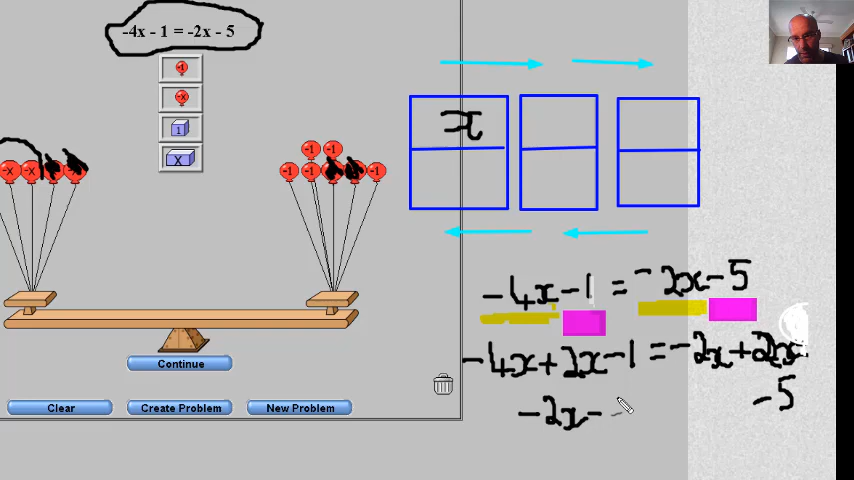 -4x - 1 = -2x - 5
-1
-x
1
x
-x -x
-1 -1
-1 -1 -1
x
-4x - 1 = -2x - 5
-4x + 2x - 1 = -2x + 2x
- 5
-2x -
Continue
Clear Create Problem New Problem